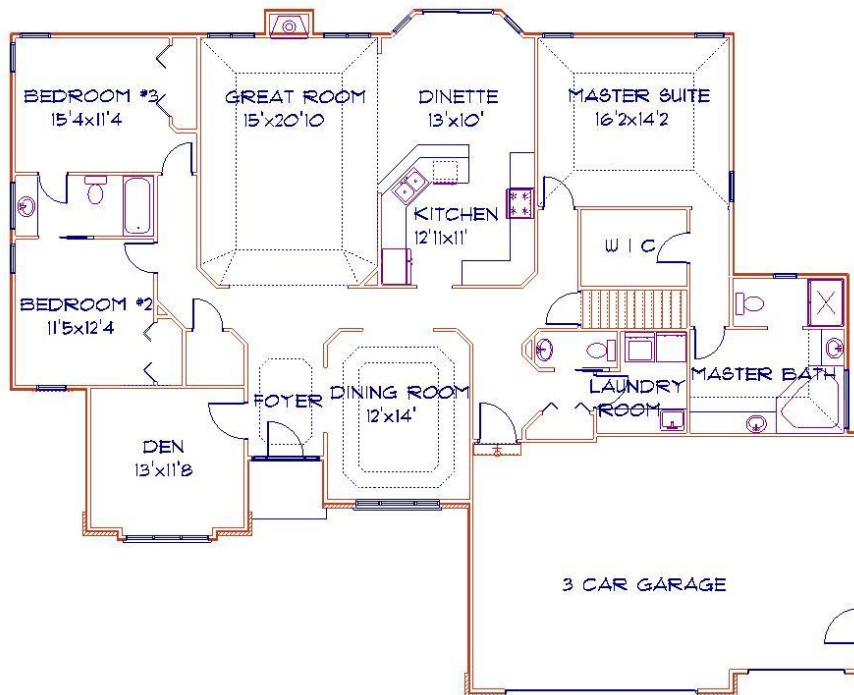 BEDROOM #3
15'4x11'4
GREAT ROOM
15'x20'10
DINETTE
13'x10'
MASTER SUITE
16'2x14'2
KITCHEN
12'11x11'
W I C
BEDROOM #2
11'5x12'4
MASTER BATH
LAUNDRY
ROOM
FOYER
DINING ROOM
12'x14'
DEN
13'x11'8
3 CAR GARAGE